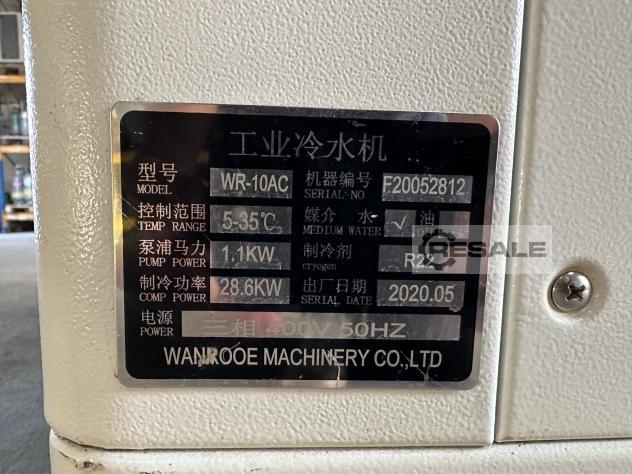 工业冷水机
型号 WR-10AC 机器编号 F20052812
MODEL SERIAL NO
控制范围 5-35℃ 媒介 水 √ 油
TEMP RANGE MEDIUM WATER
泵浦马力 1.1KW 制冷剂 R22
PUMP POWER cryogen
制冷功率 28.6KW 出厂日期 2020.05
COMP POWER SERIAL DATE
电源 三相 400V 50HZ
POWER
WANROOE MACHINERY CO.,LTD
RESALE